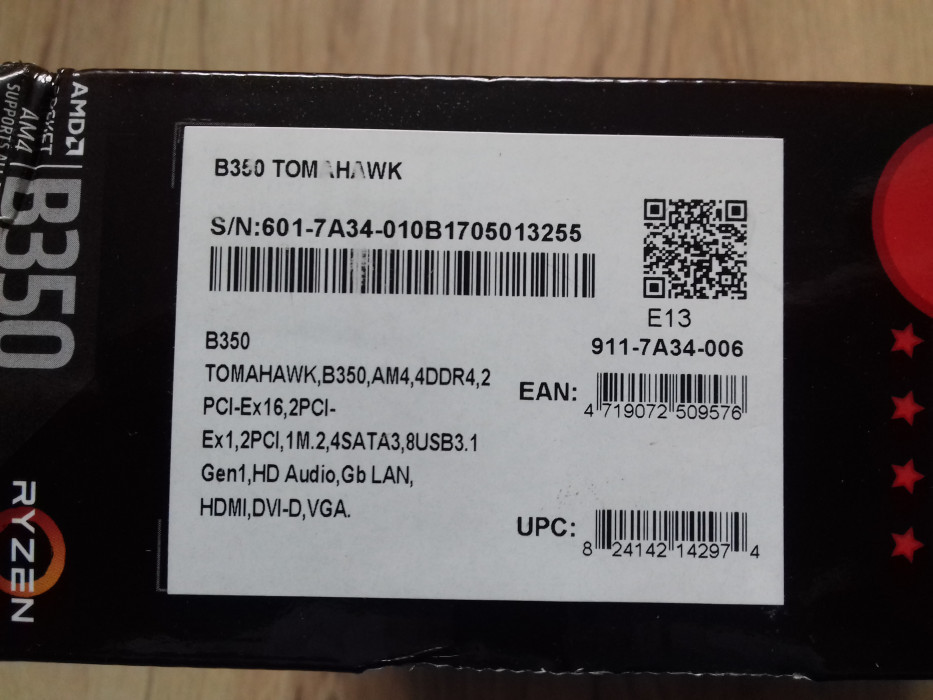 B350 TOMAHAWK
S/N:601-7A34-010B1705013255
E13
911-7A34-006
B350
TOMAHAWK,B350,AM4,4DDR4,2
PCI-Ex16,2PCI-
Ex1,2PCI,1M.2,4SATA3,8USB3.1
Gen1,HD Audio,Gb LAN,
HDMI,DVI-D,VGA.
EAN:
4 719072 509576
UPC:
8 24142 14297 4
AMD
B350
AM4
SUPPORTS
RYZEN